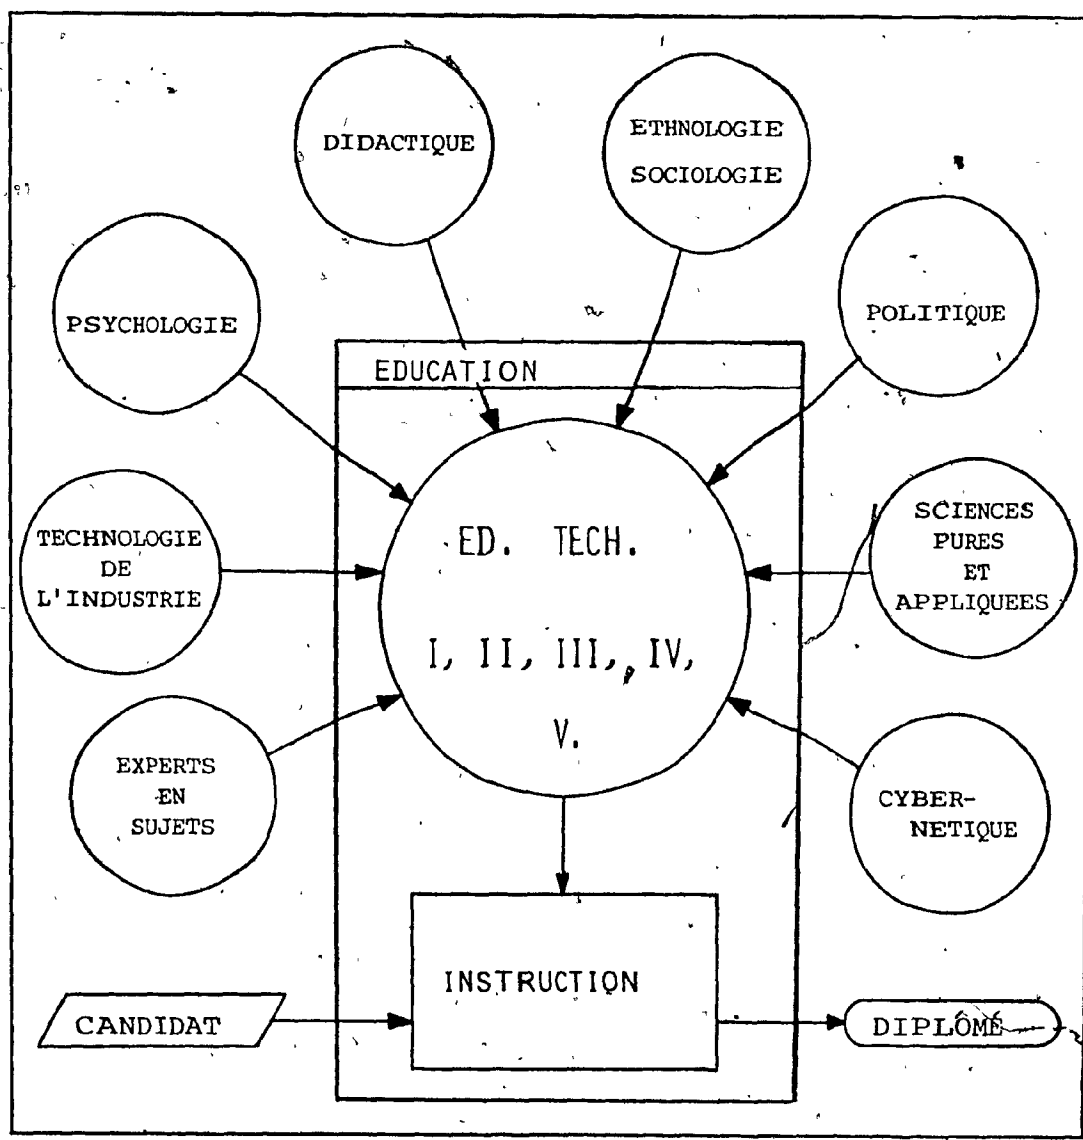 DIDACTIQUE
ETHNOLOGIE
SOCIOLOGIE
PSYCHOLOGIE
POLITIQUE
EDUCATION
TECHNOLOGIE
DE
L'INDUSTRIE
ED. TECH.
I, II, III, IV,
V.
SCIENCES
PURES
ET
APPLIQUEES
EXPERTS
EN
SUJETS
CYBER-
NETIQUE
INSTRUCTION
CANDIDAT
DIPLÔMÉ